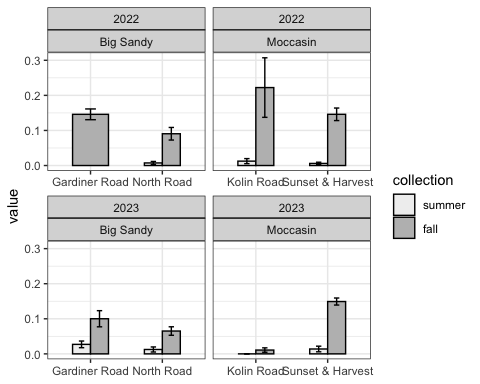 2022
2022
Big Sandy
Moccasin
0.3
0.2
0.1
0.0
Gardiner Road North Road
Kolin Road Sunset & Harvest
value
collection
summer
fall
2023
2023
Big Sandy
Moccasin
0.3
0.2
0.1
0.0
Gardiner Road North Road
Kolin Road Sunset & Harvest